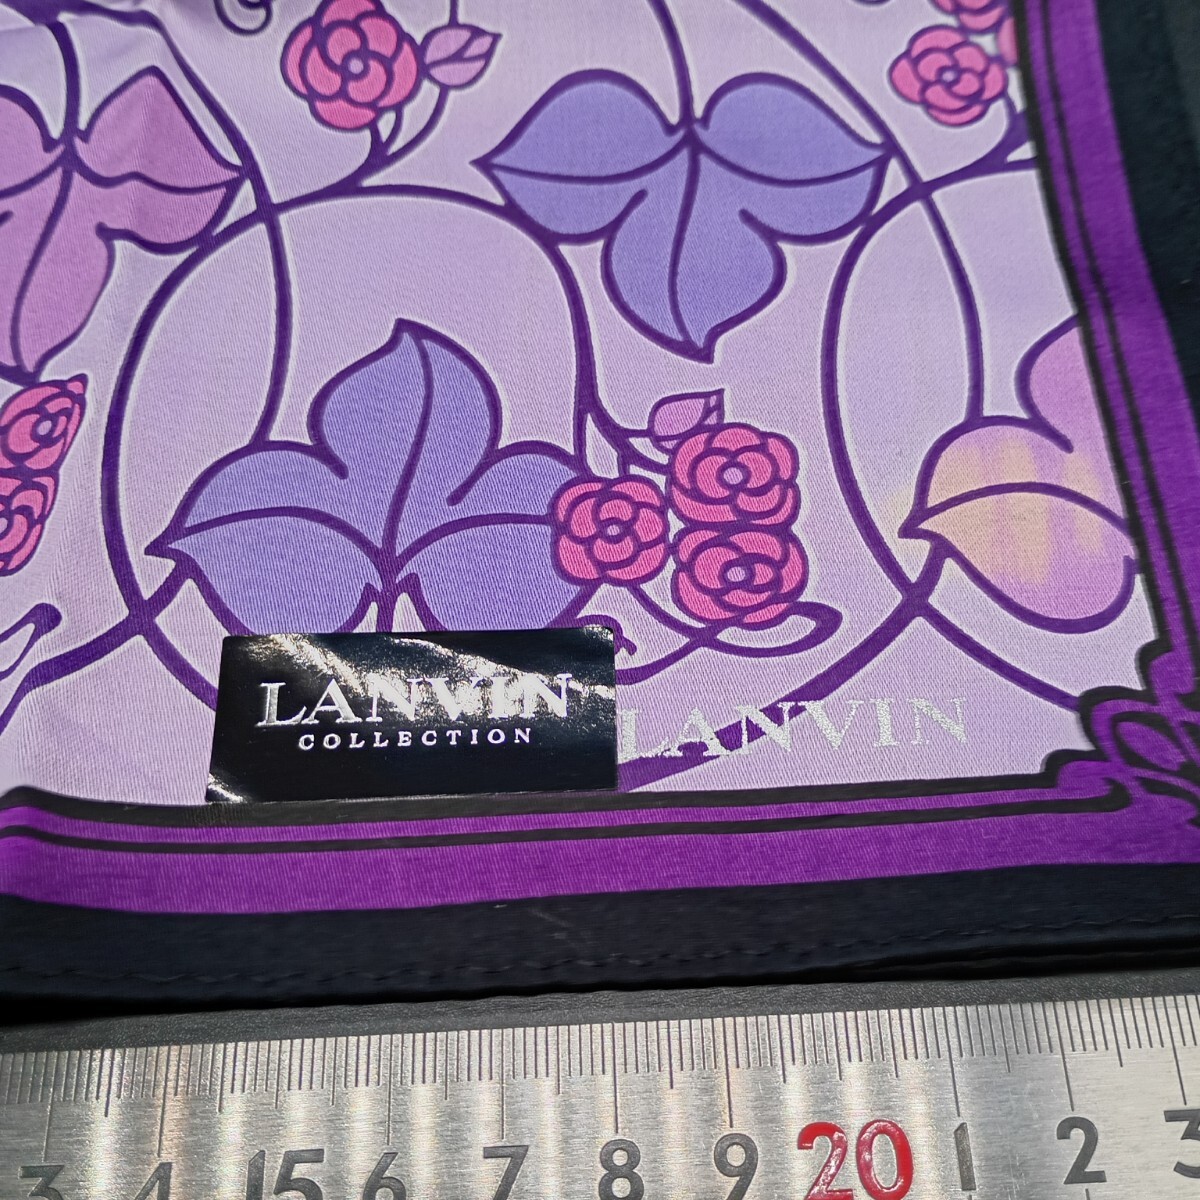 LANVIN
COLLECTION
LANVIN
3 4 15 6 7 8 9 20 1 2 3